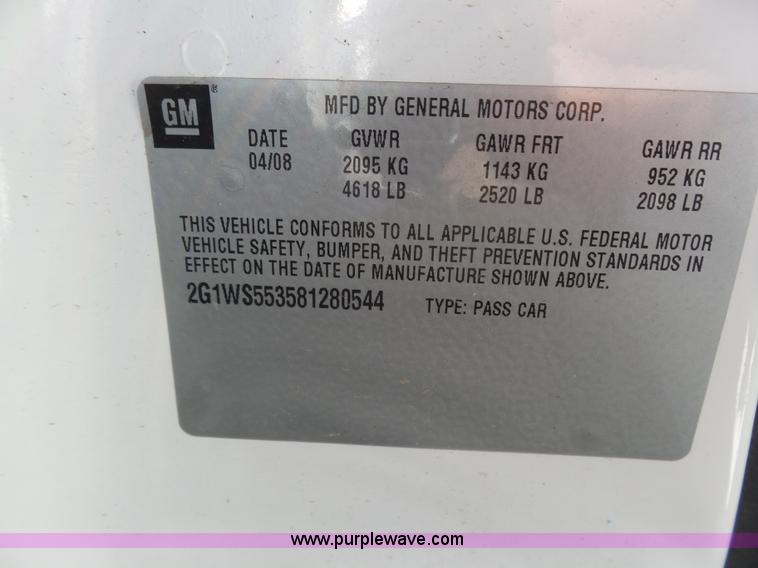 GM®
MFD BY GENERAL MOTORS CORP.
DATE GVWR GAWR FRT GAWR RR
04/08 2095 KG 1143 KG 952 KG
4618 LB 2520 LB 2098 LB
THIS VEHICLE CONFORMS TO ALL APPLICABLE U.S. FEDERAL MOTOR
VEHICLE SAFETY, BUMPER, AND THEFT PREVENTION STANDARDS IN
EFFECT ON THE DATE OF MANUFACTURE SHOWN ABOVE.
2G1WS553581280544 TYPE: PASS CAR
www.purplewave.com